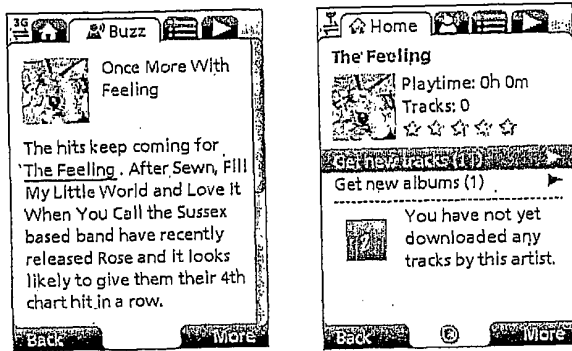 3G
Buzz
Once More With
Feeling
The hits keep coming for
The Feeling . After Sewn, Fill
My Little World and Love It
When You Call the Sussex
based band have recently
released Rose and it looks
likely to give them their 4th
chart hit in a row.
Back
More
Home
The Feeling
Playtime: 0h 0m
Tracks: 0
Get new tracks (11)
Get new albums (1)
You have not yet
downloaded any
tracks by this artist.
Back
More